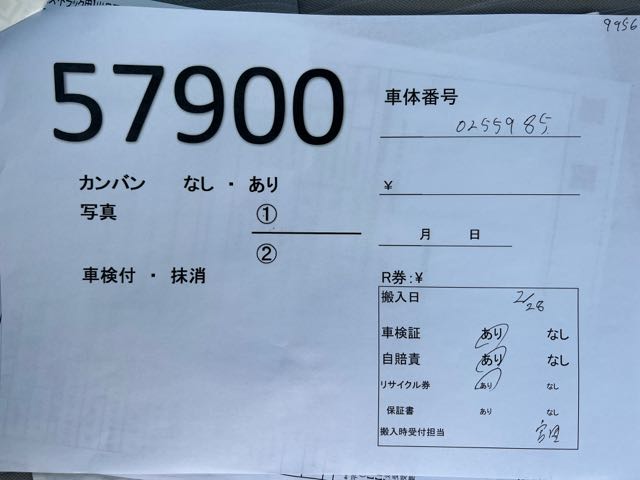 9956
57900
車体番号
0255985
カンバン なし ・ あり
¥
写真 ①
②
月 日
車検付 ・ 抹消
R券:¥
搬入日 2/28
車検証 あり なし
自賠責 あり なし
リサイクル券 あり なし
保証書 あり なし
搬入時受付担当 宮田